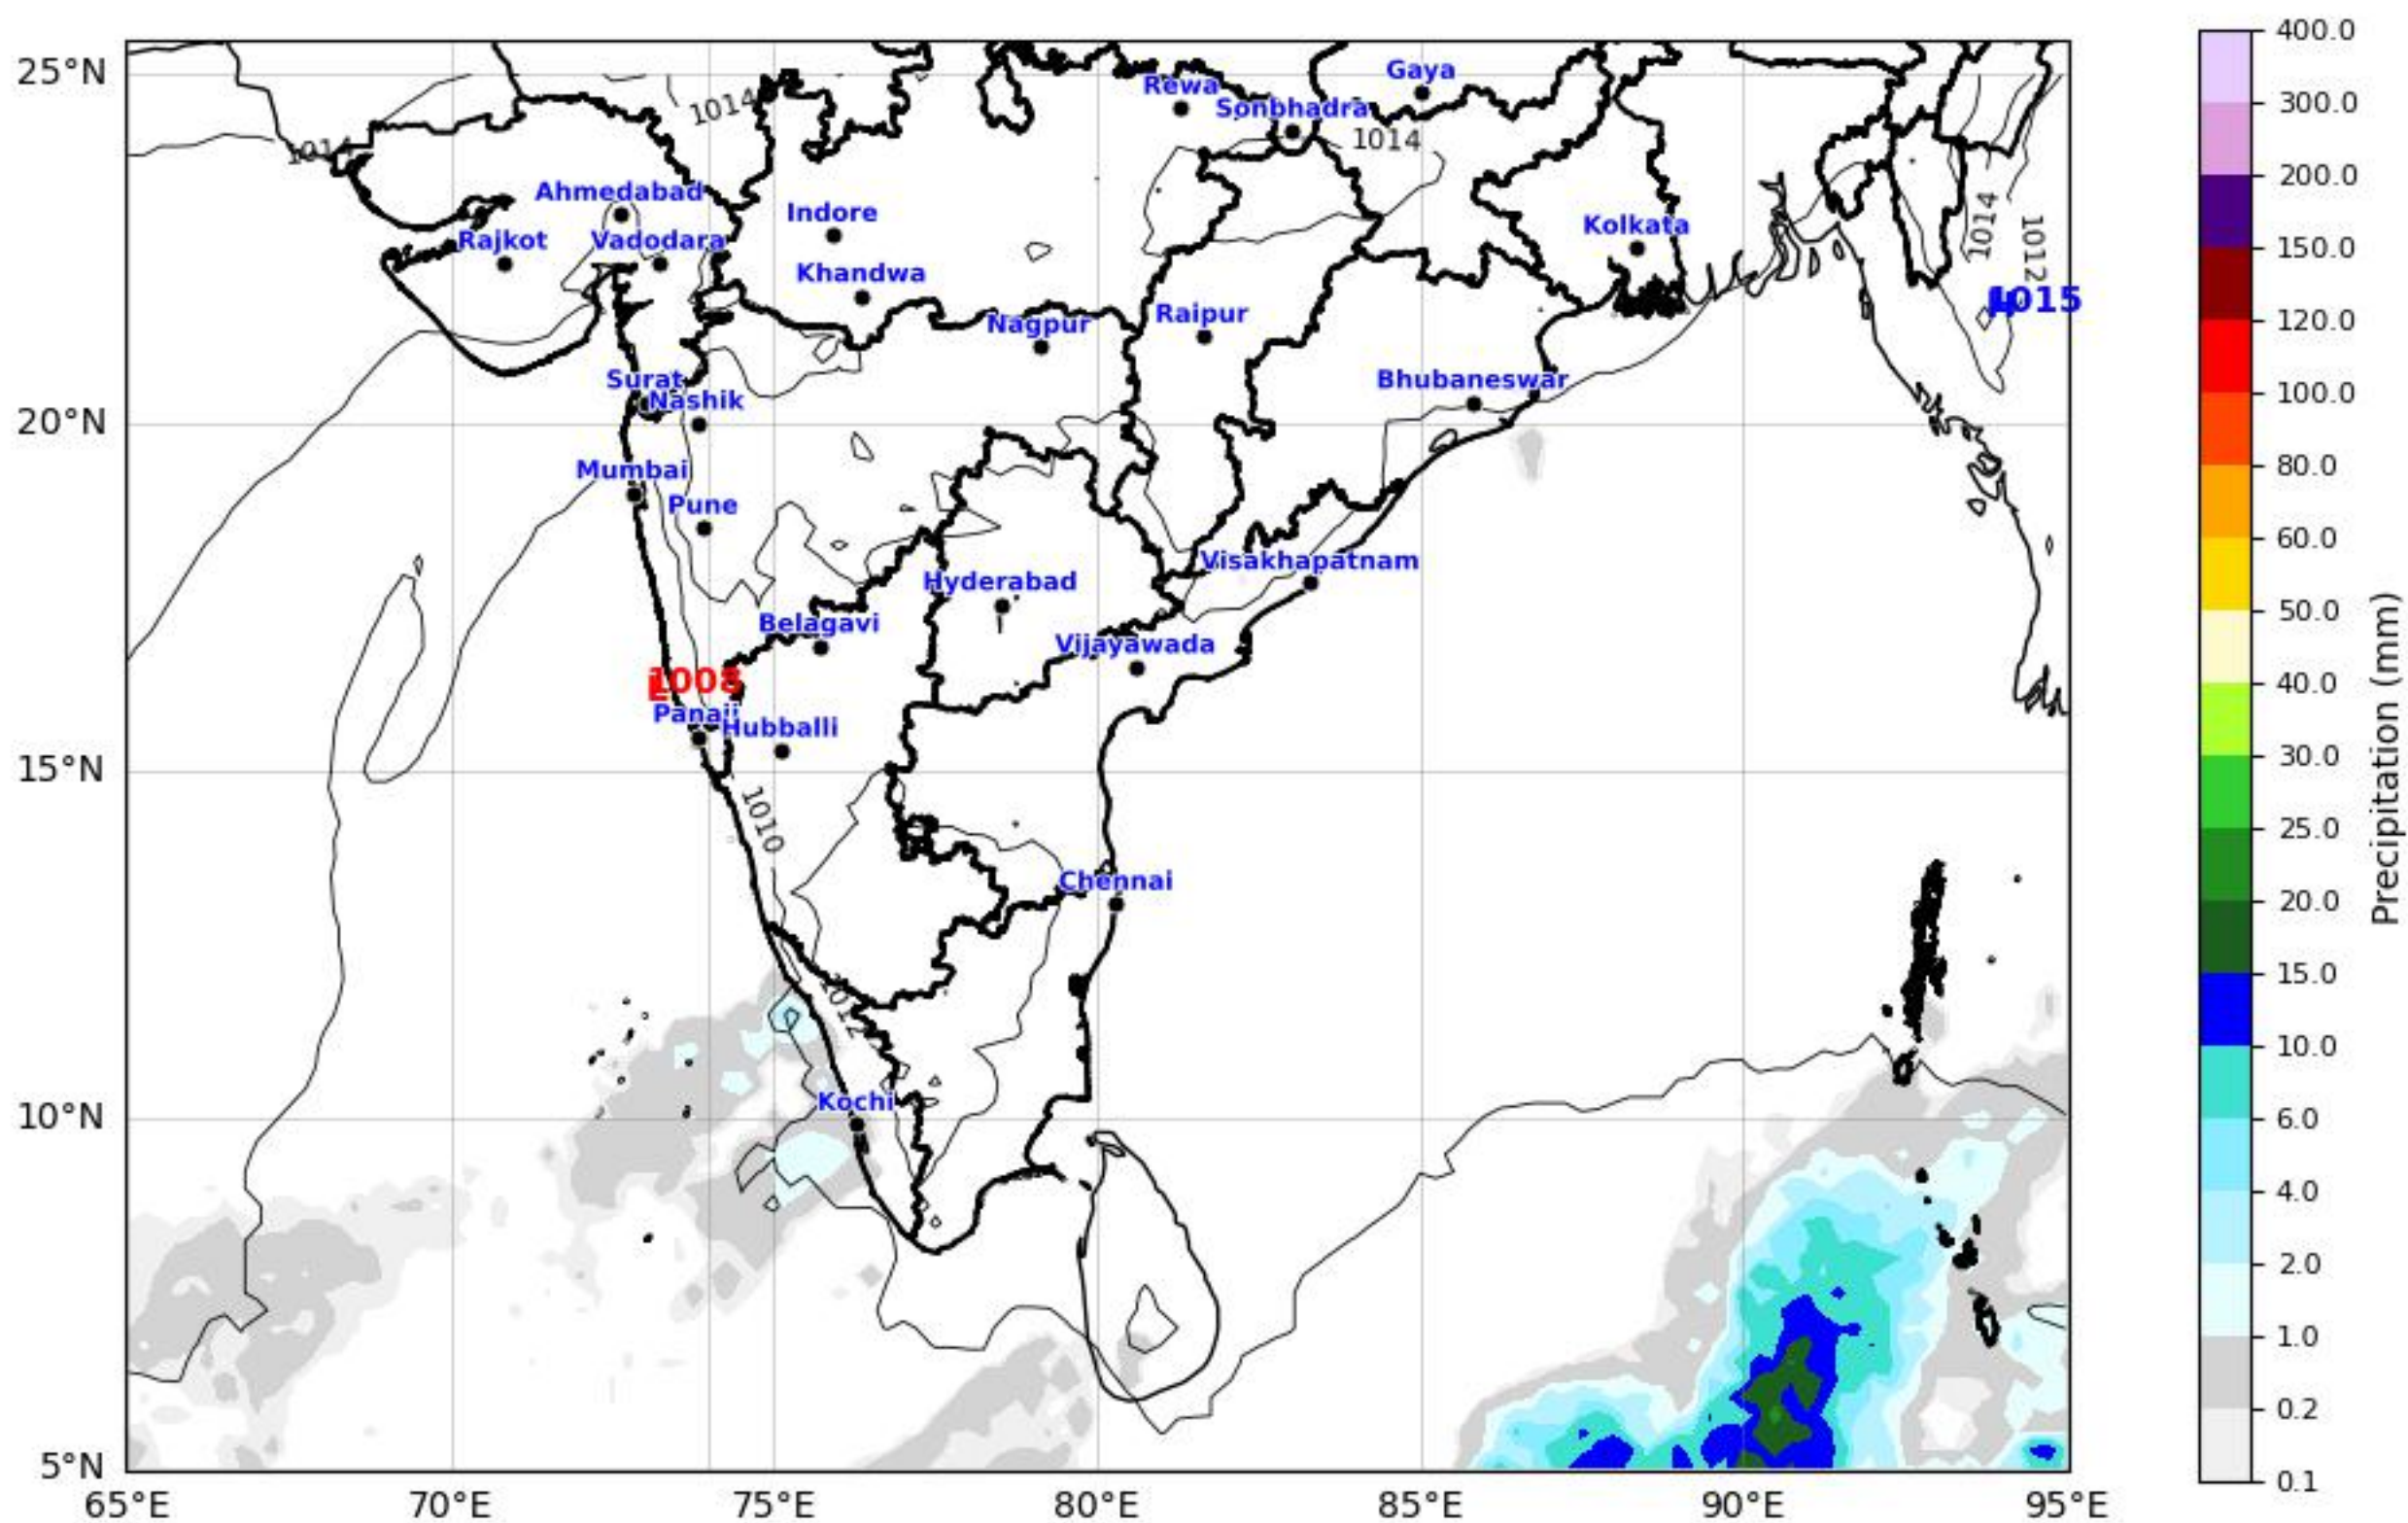 25°N
20°N
15°N
10°N
5°N
65°E
70°E
75°E
80°E
85°E
90°E
95°E
Rewa
Gaya
Sonbhadra
1014
1014
1014
Ahmedabad
Rajkot
Vadodara
Indore
Khandwa
Kolkata
1014
1012
H
1015
Nagpur
Raipur
Surat
Nashik
Bhubaneswar
Mumbai
Pune
Visakhapatnam
Hyderabad
Belagavi
Vijayawada
L
1008
Panaji
Hubballi
1010
Chennai
1012
Kochi
400.0
300.0
200.0
150.0
120.0
100.0
80.0
60.0
50.0
40.0
30.0
25.0
20.0
15.0
10.0
6.0
4.0
2.0
1.0
0.2
0.1
Precipitation (mm)